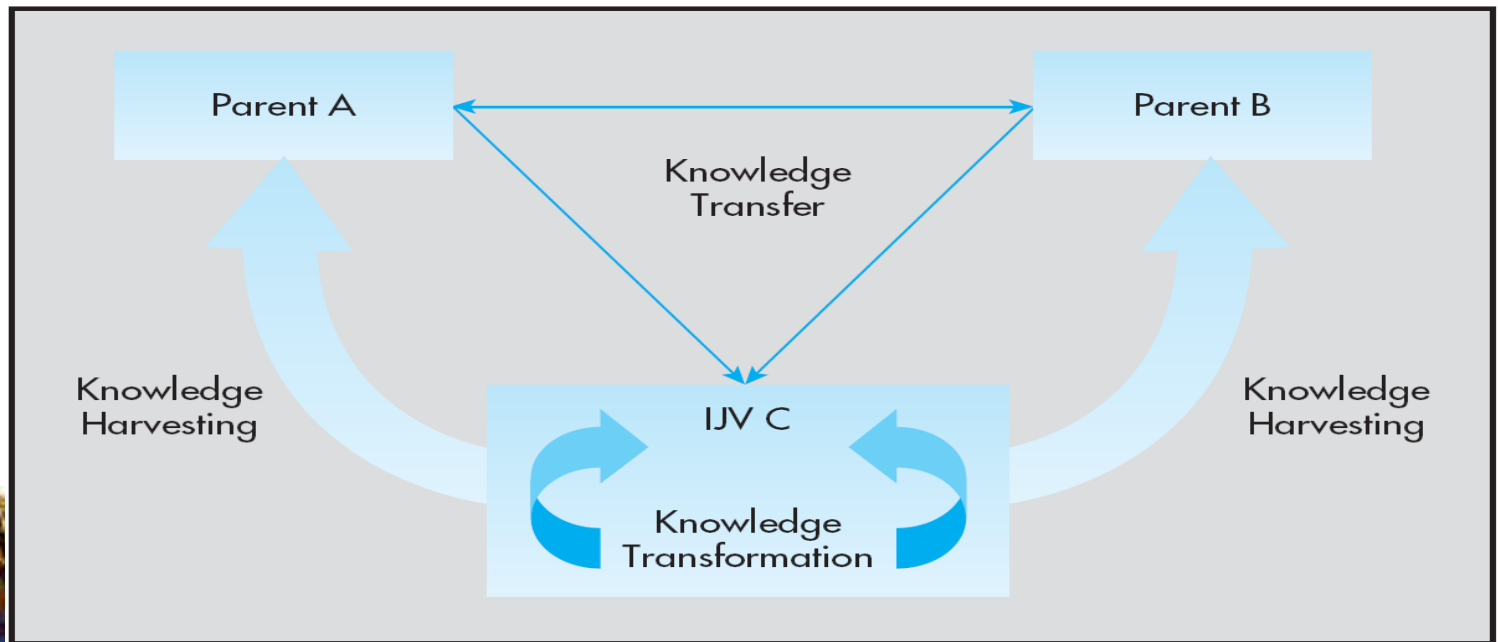 Parent A
Parent B
Knowledge
Transfer
Knowledge
Harvesting
Knowledge
Harvesting
IJV C
Knowledge
Transformation